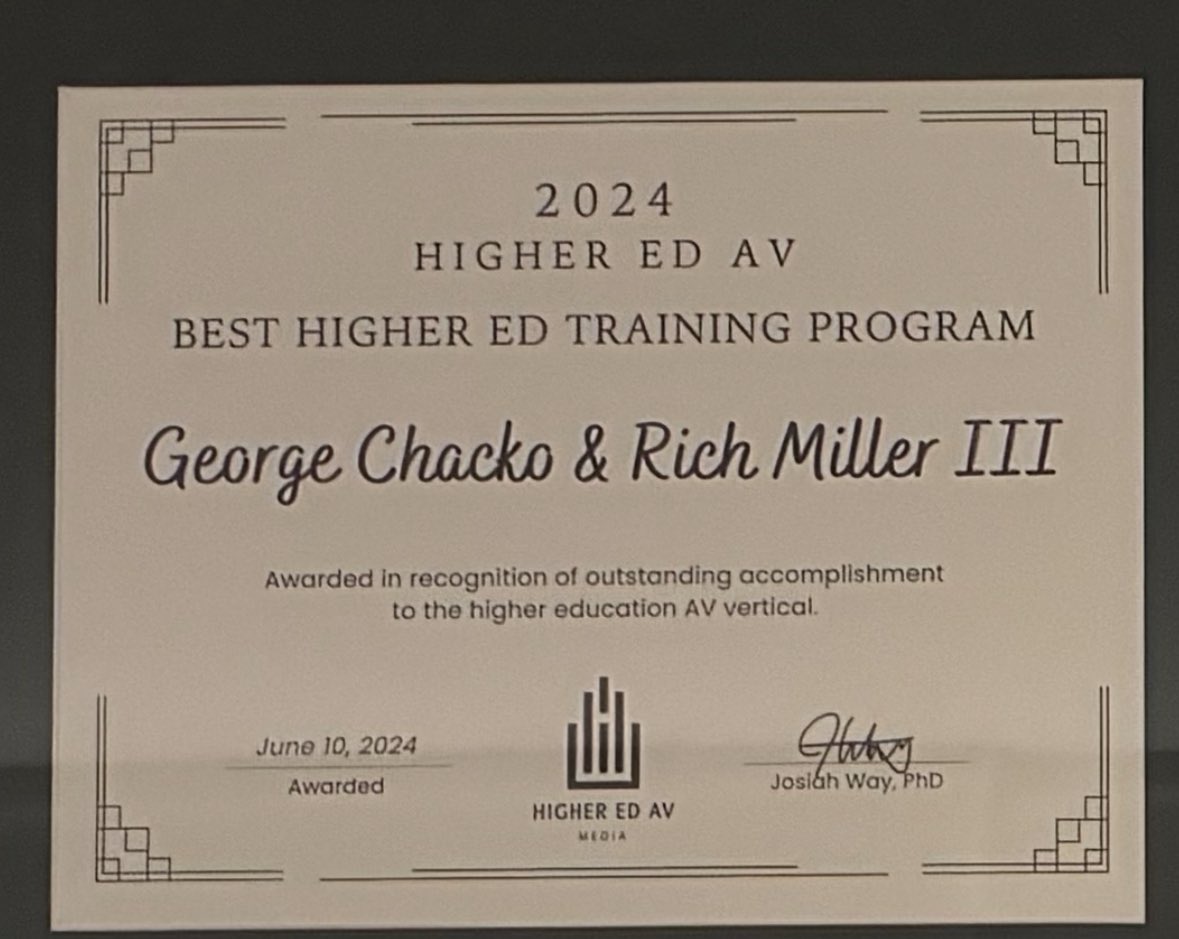 2024
HIGHER ED AV
BEST HIGHER ED TRAINING PROGRAM
George Chacko & Rich Miller III
Awarded in recognition of outstanding accomplishment
to the higher education AV vertical.
June 10, 2024
Awarded
Josiah Way, PhD
HIGHER ED AV
MEDIA